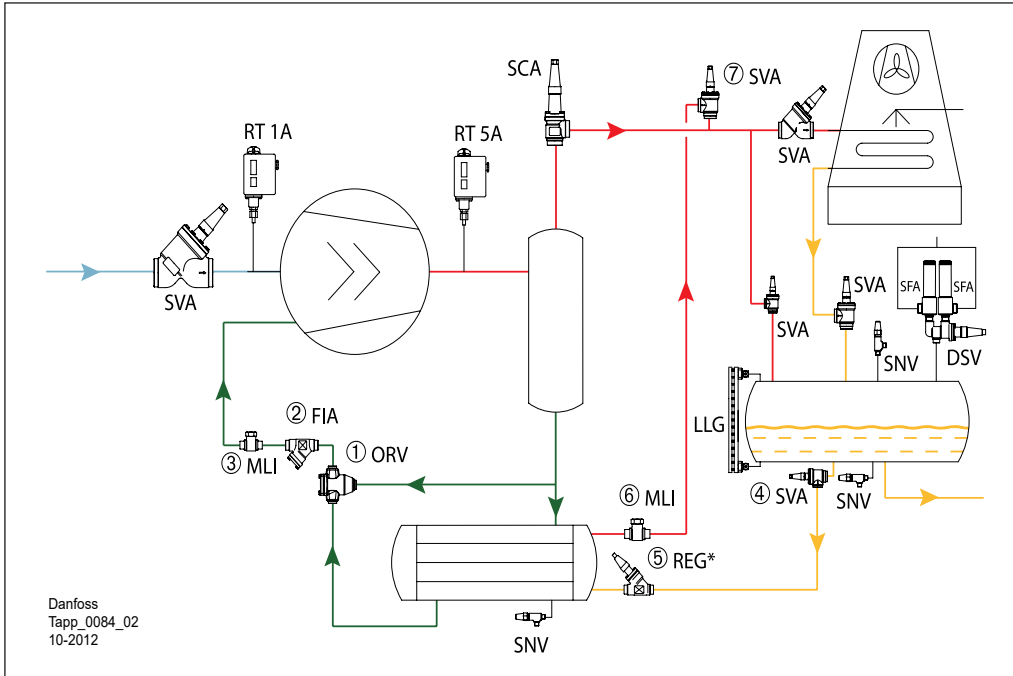 SCA
⑦ SVA
RT 1A
RT 5A
SVA
SVA
SVA
SFA
SFA
SVA
SNV
DSV
LLG
② FIA
③ MLI
① ORV
④ SVA
SNV
⑥ MLI
⑤ REG*
SNV
Danfoss
Tapp_0084_02
10-2012